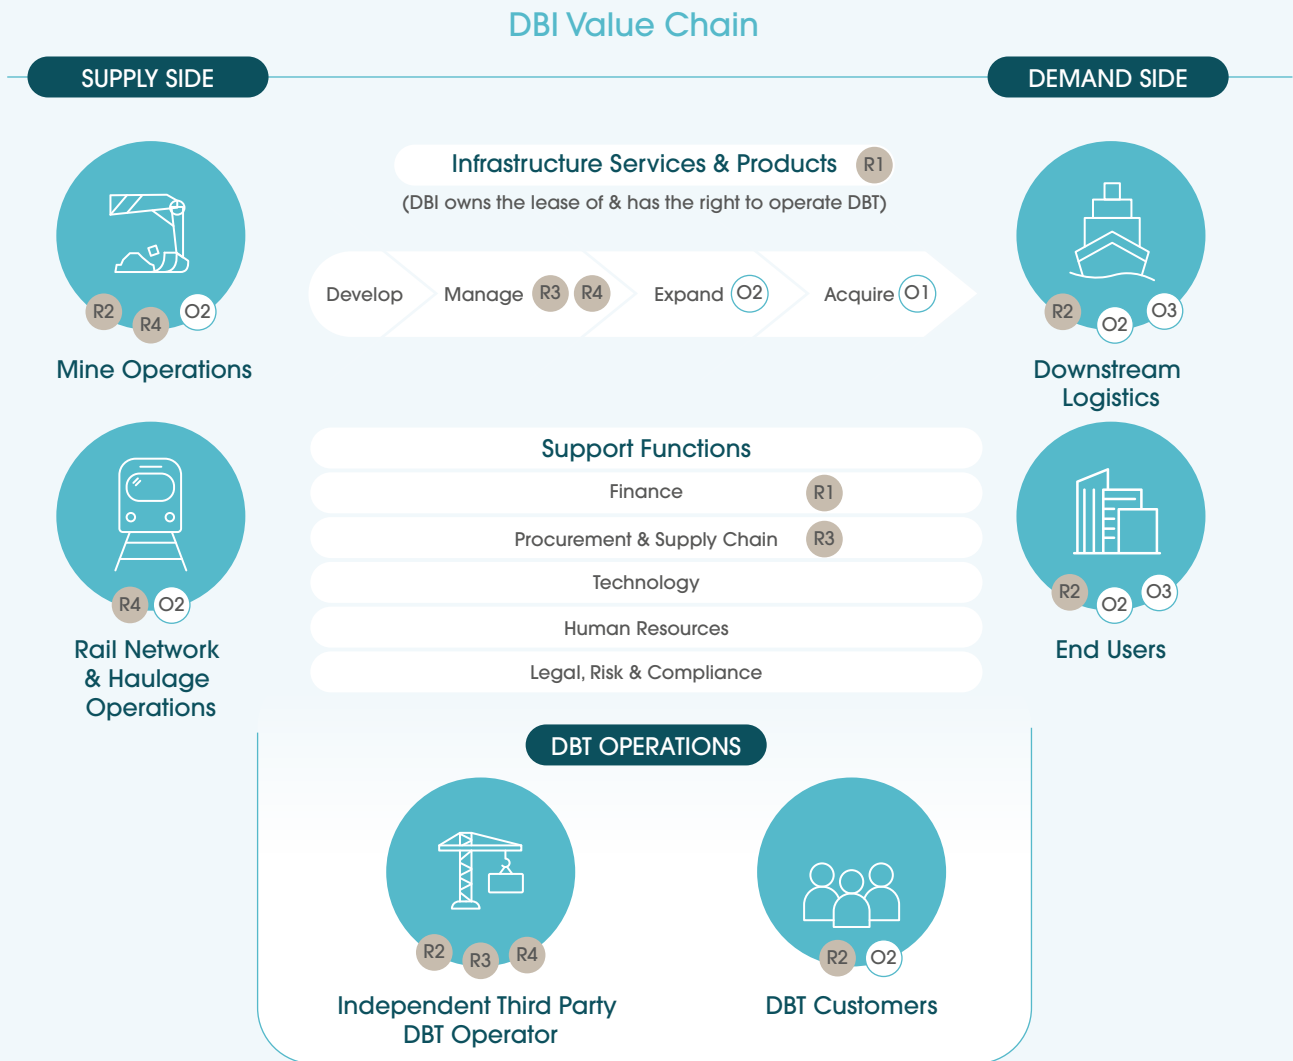 DBI Value Chain
SUPPLY SIDE
DEMAND SIDE
Infrastructure Services & Products R1
(DBI owns the lease of & has the right to operate DBT)
R2 R4 O2
Mine Operations
Develop Manage R3 R4 Expand O2 Acquire O1
R2 O2 O3
Downstream
Logistics
Support Functions
Finance R1
Procurement & Supply Chain R3
Technology
Human Resources
Legal, Risk & Compliance
R4 O2
Rail Network
& Haulage
Operations
R2 O2 O3
End Users
DBT OPERATIONS
R2 R3 R4
Independent Third Party
DBT Operator
R2 O2
DBT Customers